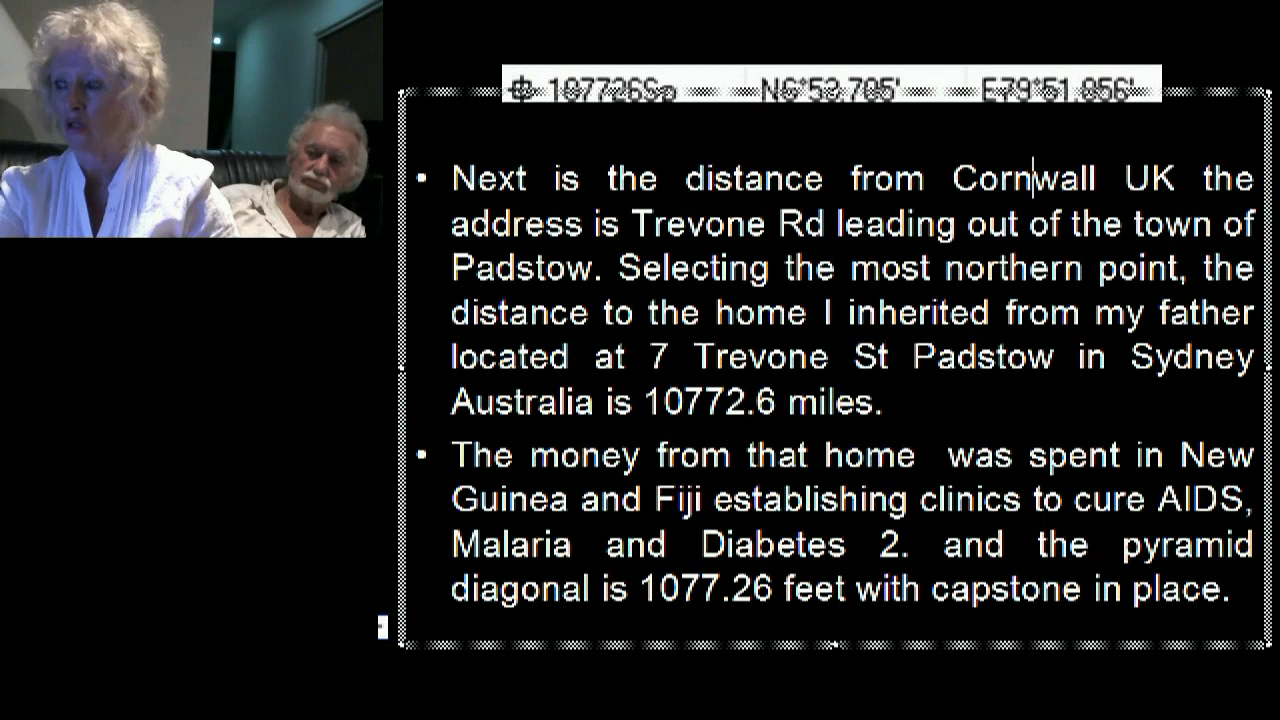 107726Sp N6°53.705' E79°51.856'
• Next is the distance from Cornwall UK the
address is Trevone Rd leading out of the town of
Padstow. Selecting the most northern point, the
distance to the home I inherited from my father
located at 7 Trevone St Padstow in Sydney
Australia is 10772.6 miles.
• The money from that home was spent in New
Guinea and Fiji establishing clinics to cure AIDS,
Malaria and Diabetes 2. and the pyramid
diagonal is 1077.26 feet with capstone in place.